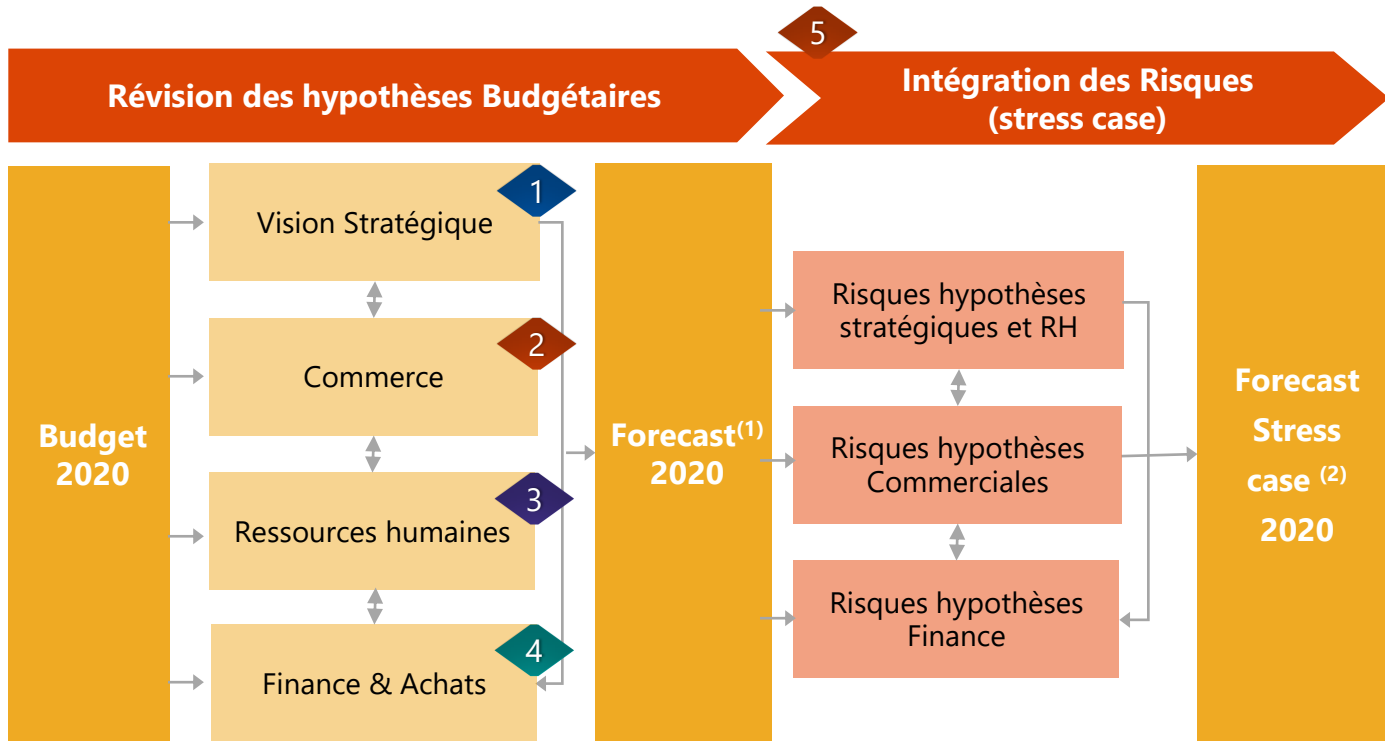 5
Révision des hypothèses Budgétaires
Intégration des Risques
(stress case)
Budget
2020
1
Vision Stratégique
2
Commerce
3
Ressources humaines
4
Finance & Achats
Forecast(1)
2020
Risques hypothèses
stratégiques et RH
Risques hypothèses
Commerciales
Risques hypothèses
Finance
Forecast
Stress
case (2)
2020